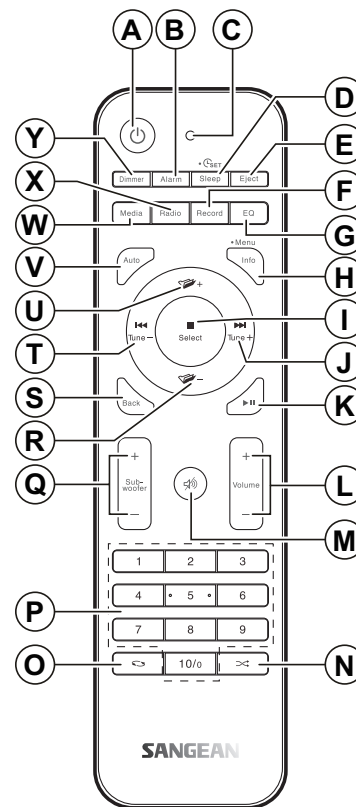 A B C
D
Y
SET
E
Dimmer Alarm Sleep Eject
X
F
Media Radio Record EQ
W
G
• Menu
V
Auto Info
H
U
+
I
T
Tune − Select Tune +
J
S
Back
K
R
−
Q
+ +
Sub-
woofer Volume
L
− −
M
1 2 3
4 • 5 • 6
P
7 8 9
O
10/0
N
SANGEAN